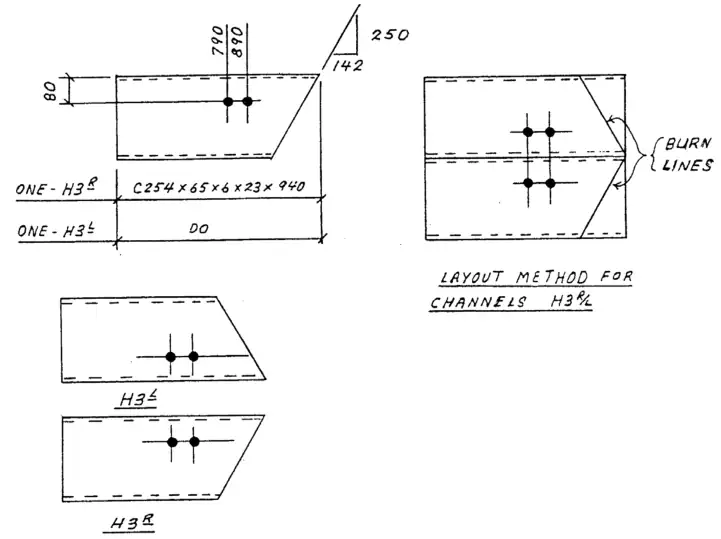 790
890
250
142
80
ONE - H3R
C254 x 65 x 6 x 23 x 940
ONE - H3L
DO
BURN
LINES
LAYOUT METHOD FOR
CHANNELS H3R/L
H3L
H3R